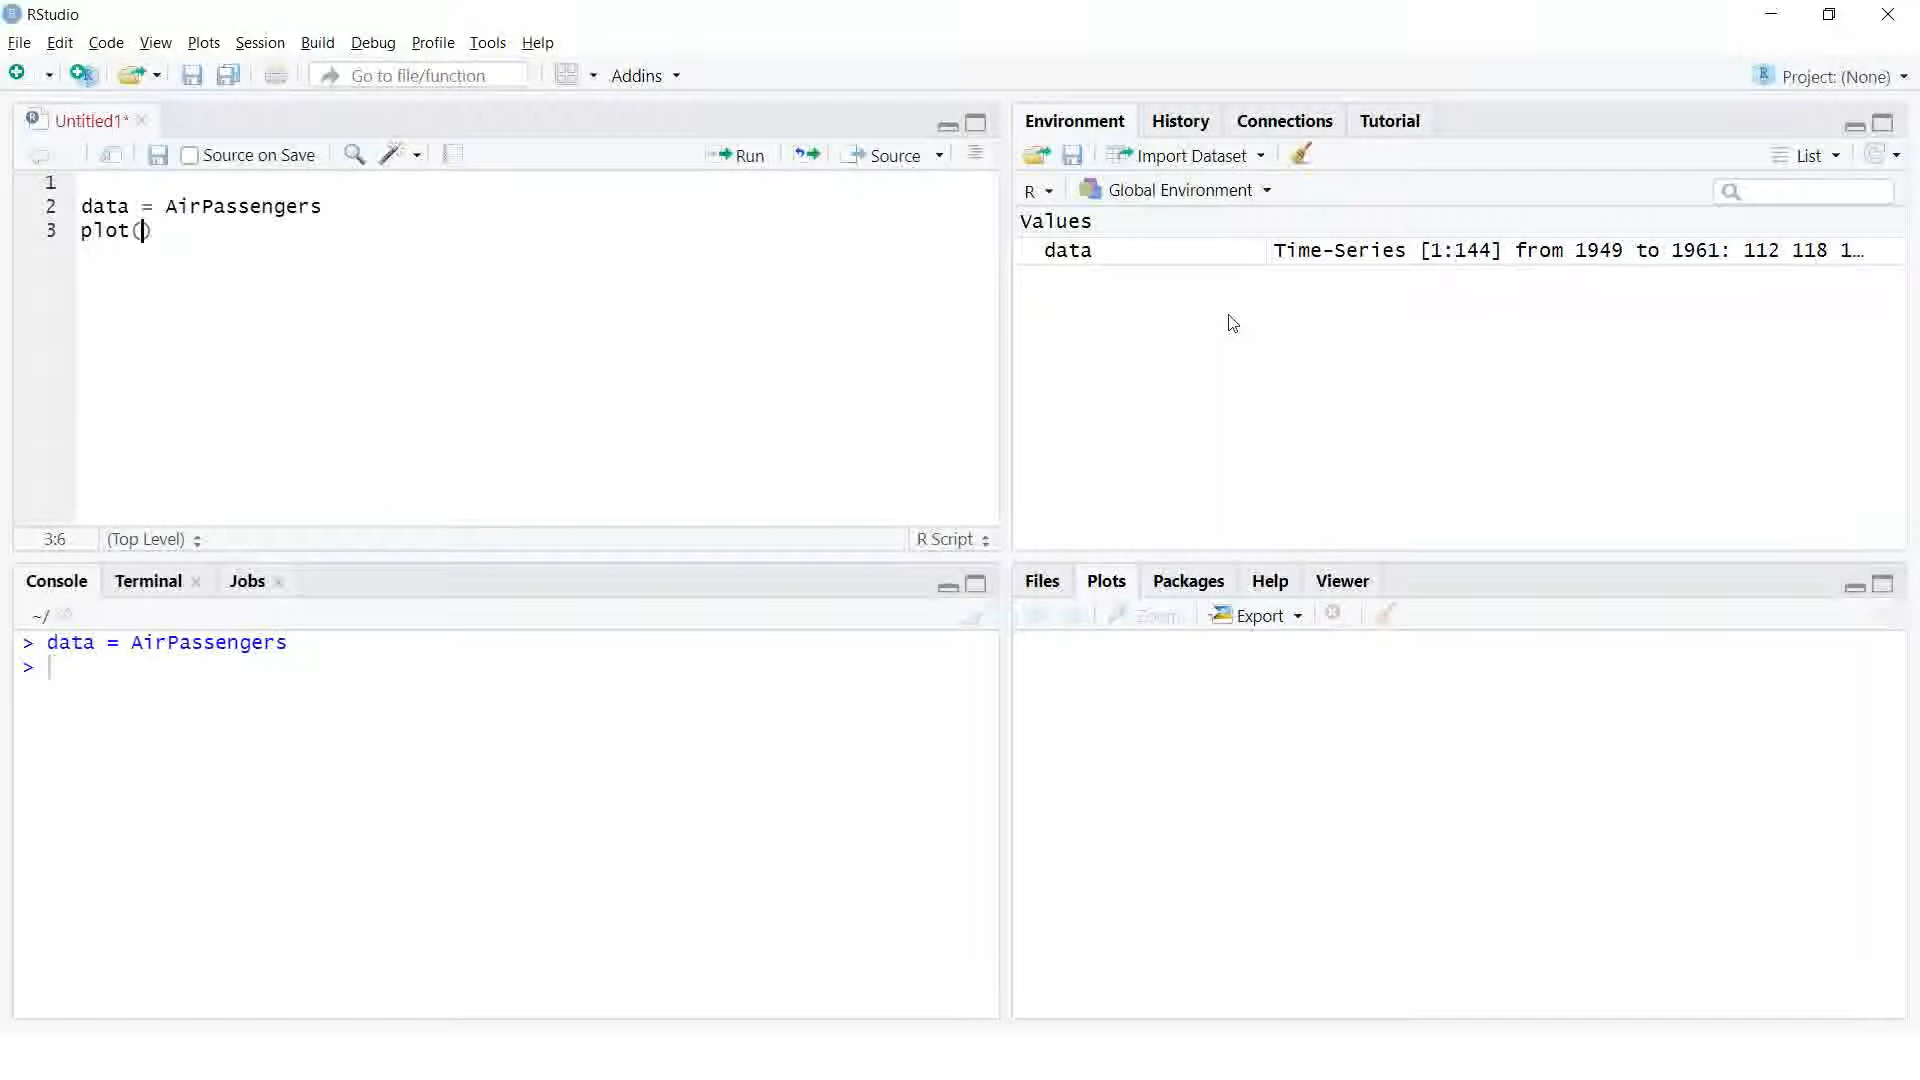 RStudio
File Edit Code View Plots Session Build Debug Profile Tools Help
Go to file/function Addins Project: (None)
Untitled1*
Source on Save Run Source
1
2 data = AirPassengers
3 plot()
3:6 (Top Level) R Script
Console Terminal Jobs
~/
> data = AirPassengers
>
Environment History Connections Tutorial
Import Dataset List
R Global Environment
Values
data Time-Series [1:144] from 1949 to 1961: 112 118 1…
Files Plots Packages Help Viewer
Zoom Export